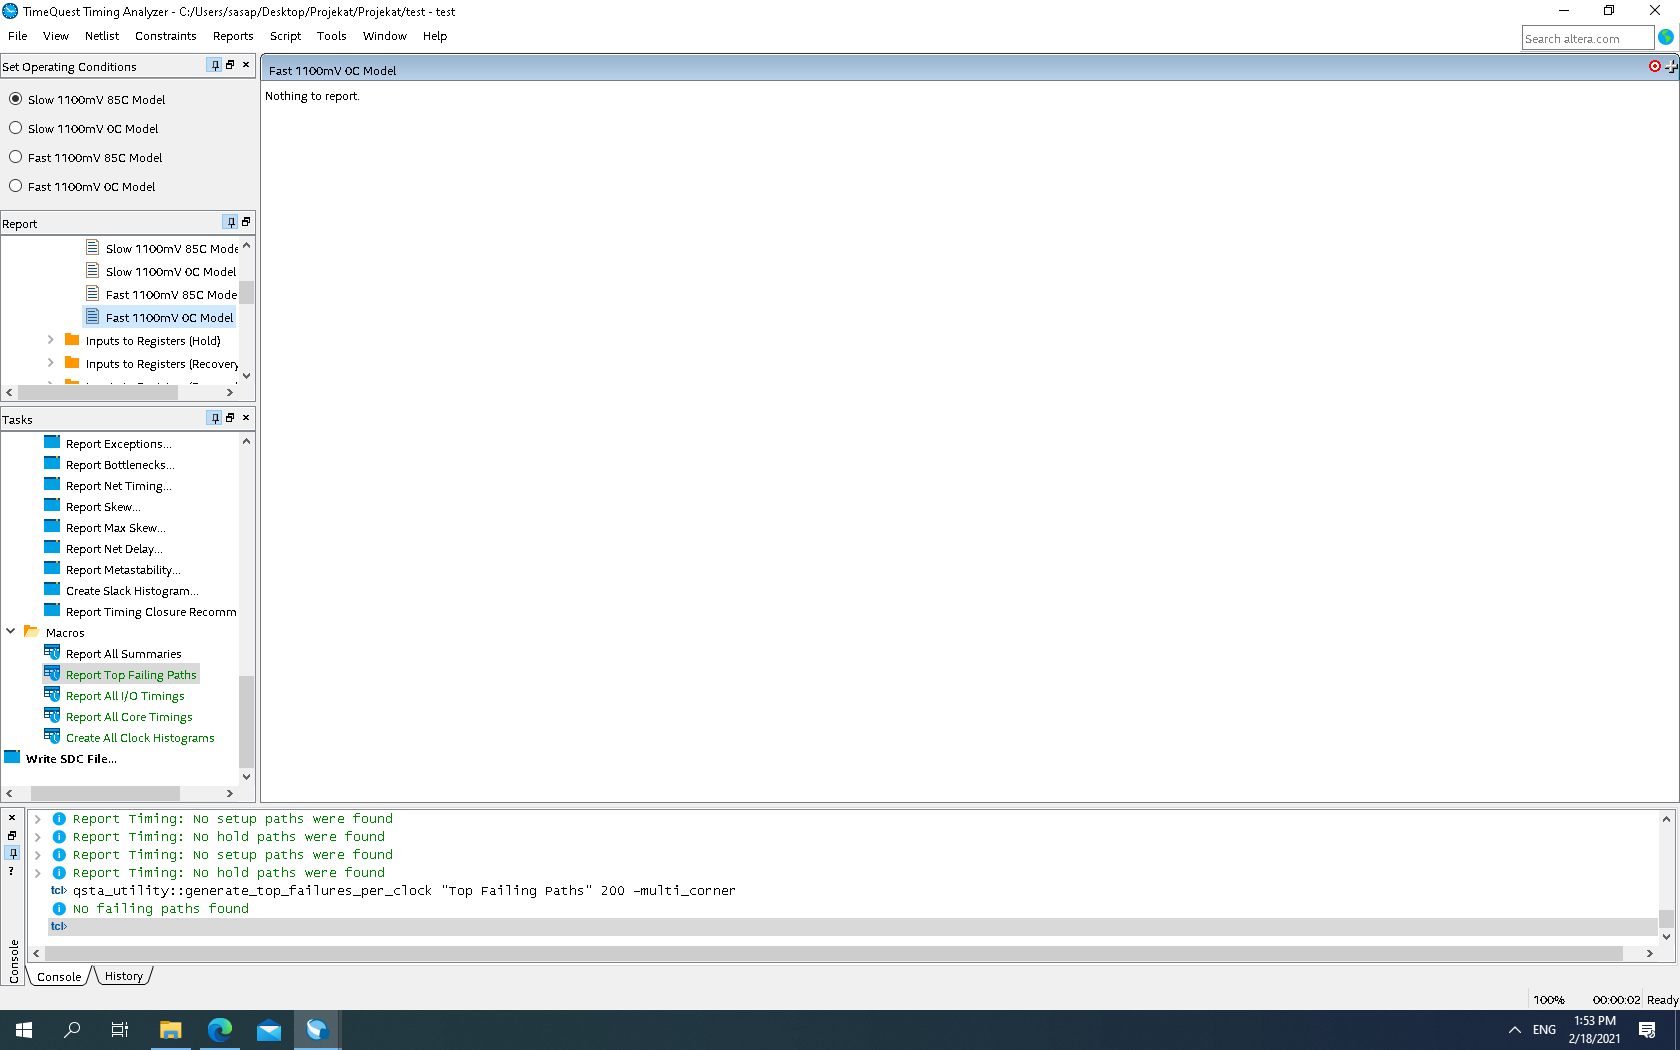 TimeQuest Timing Analyzer - C:/Users/sasap/Desktop/Projekat/Projekat/test - test
File View Netlist Constraints Reports Script Tools Window Help
Search altera.com
Set Operating Conditions
Slow 1100mV 85C Model
Slow 1100mV 0C Model
Fast 1100mV 85C Model
Fast 1100mV 0C Model
Report
Slow 1100mV 85C Mode
Slow 1100mV 0C Model
Fast 1100mV 85C Mode
Fast 1100mV 0C Model
Inputs to Registers (Hold)
Inputs to Registers (Recovery
Tasks
Report Exceptions...
Report Bottlenecks...
Report Net Timing...
Report Skew...
Report Max Skew...
Report Net Delay...
Report Metastability...
Create Slack Histogram...
Report Timing Closure Recomm
Macros
Report All Summaries
Report Top Failing Paths
Report All I/O Timings
Report All Core Timings
Create All Clock Histograms
Write SDC File...
Fast 1100mV 0C Model
Nothing to report.
Report Timing: No setup paths were found
Report Timing: No hold paths were found
Report Timing: No setup paths were found
Report Timing: No hold paths were found
tcl> qsta_utility::generate_top_failures_per_clock "Top Failing Paths" 200 -multi_corner
No failing paths found
tcl>
Console
Console History
100% 00:00:02 Ready
ENG
1:53 PM
2/18/2021